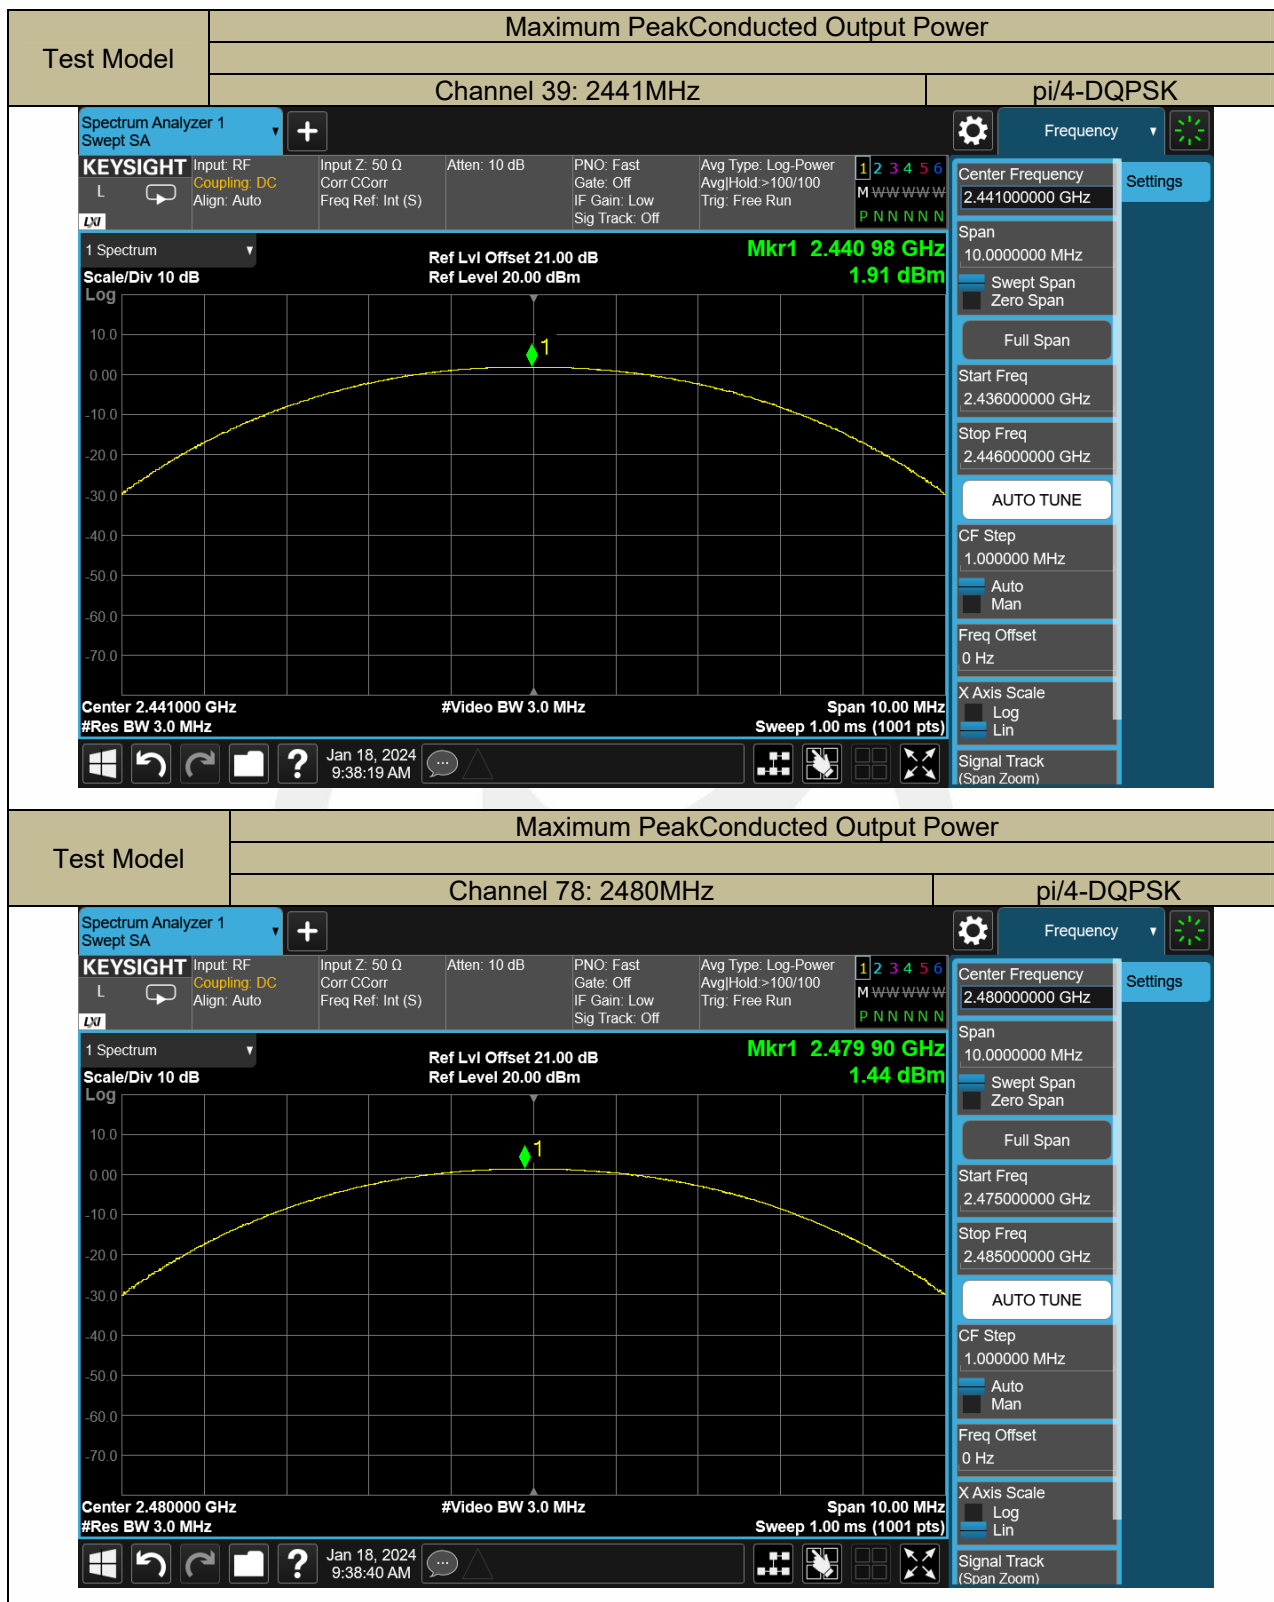 Test Model
Maximum PeakConducted Output Power
Channel 39: 2441MHz
pi/4-DQPSK
Spectrum Analyzer 1
Swept SA
Frequency
KEYSIGHT
L
LXI
Input: RF
Coupling: DC
Align: Auto
Input Z: 50 Ω
Corr CCorr
Freq Ref: Int (S)
Atten: 10 dB
PNO: Fast
Gate: Off
IF Gain: Low
Sig Track: Off
Avg Type: Log-Power
Avg|Hold:>100/100
Trig: Free Run
1 2 3 4 5 6
M W W W W W
P N N N N N
1 Spectrum
Scale/Div 10 dB
Ref Lvl Offset 21.00 dB
Ref Level 20.00 dBm
Mkr1 2.440 98 GHz
1.91 dBm
Log
1
10.0
0.00
-10.0
-20.0
-30.0
-40.0
-50.0
-60.0
-70.0
Center 2.441000 GHz
#Video BW 3.0 MHz
Span 10.00 MHz
#Res BW 3.0 MHz
Sweep 1.00 ms (1001 pts)
?
Jan 18, 2024
9:38:19 AM
Center Frequency
2.441000000 GHz
Settings
Span
10.0000000 MHz
Swept Span
Zero Span
Full Span
Start Freq
2.436000000 GHz
Stop Freq
2.446000000 GHz
AUTO TUNE
CF Step
1.000000 MHz
Auto
Man
Freq Offset
0 Hz
X Axis Scale
Log
Lin
Signal Track
(Span Zoom)
Test Model
Maximum PeakConducted Output Power
Channel 78: 2480MHz
pi/4-DQPSK
Spectrum Analyzer 1
Swept SA
Frequency
KEYSIGHT
L
LXI
Input: RF
Coupling: DC
Align: Auto
Input Z: 50 Ω
Corr CCorr
Freq Ref: Int (S)
Atten: 10 dB
PNO: Fast
Gate: Off
IF Gain: Low
Sig Track: Off
Avg Type: Log-Power
Avg|Hold:>100/100
Trig: Free Run
1 2 3 4 5 6
M W W W W W
P N N N N N
1 Spectrum
Scale/Div 10 dB
Ref Lvl Offset 21.00 dB
Ref Level 20.00 dBm
Mkr1 2.479 90 GHz
1.44 dBm
Log
1
10.0
0.00
-10.0
-20.0
-30.0
-40.0
-50.0
-60.0
-70.0
Center 2.480000 GHz
#Video BW 3.0 MHz
Span 10.00 MHz
#Res BW 3.0 MHz
Sweep 1.00 ms (1001 pts)
?
Jan 18, 2024
9:38:40 AM
Center Frequency
2.480000000 GHz
Settings
Span
10.0000000 MHz
Swept Span
Zero Span
Full Span
Start Freq
2.475000000 GHz
Stop Freq
2.485000000 GHz
AUTO TUNE
CF Step
1.000000 MHz
Auto
Man
Freq Offset
0 Hz
X Axis Scale
Log
Lin
Signal Track
(Span Zoom)